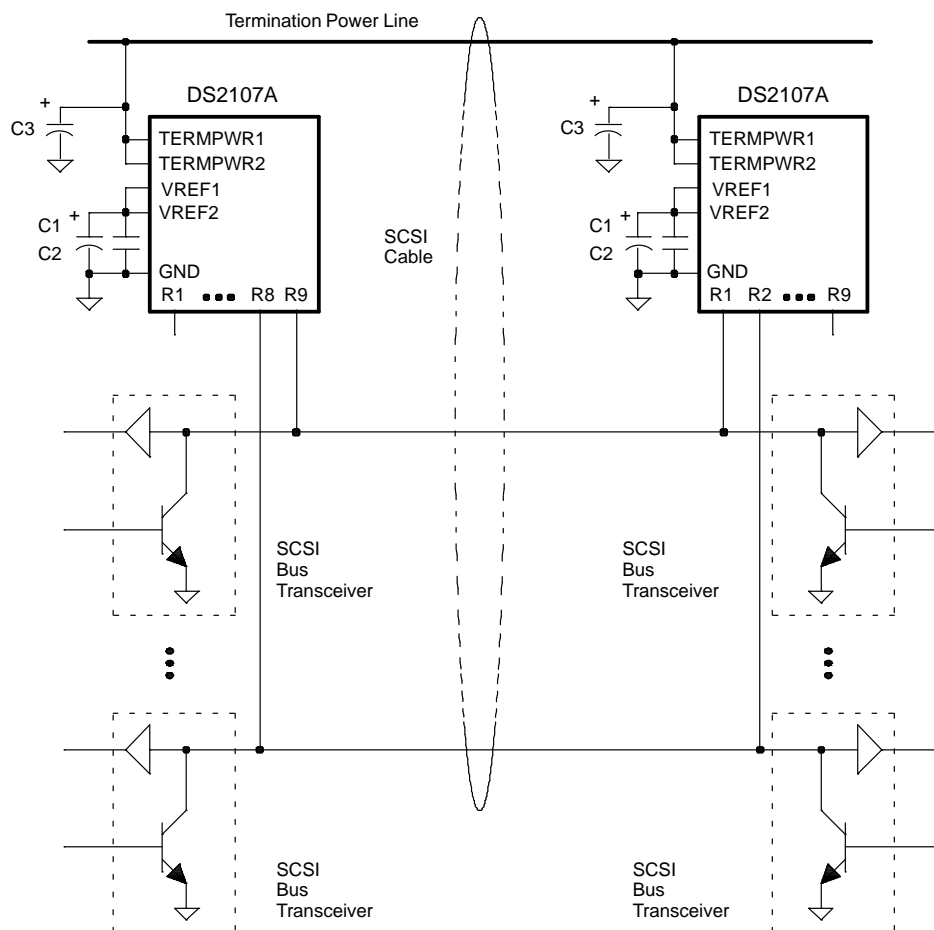 Termination Power Line
DS2107A
DS2107A
+
C3
TERMPWR1
TERMPWR2
VREF1
VREF2
C1 +
C2
GND
R1 R8 R9
+
C3
TERMPWR1
TERMPWR2
VREF1
VREF2
C1 +
C2
GND
R1 R2 R9
SCSI
Cable
SCSI
Bus
Transceiver
SCSI
Bus
Transceiver
SCSI
Bus
Transceiver
SCSI
Bus
Transceiver